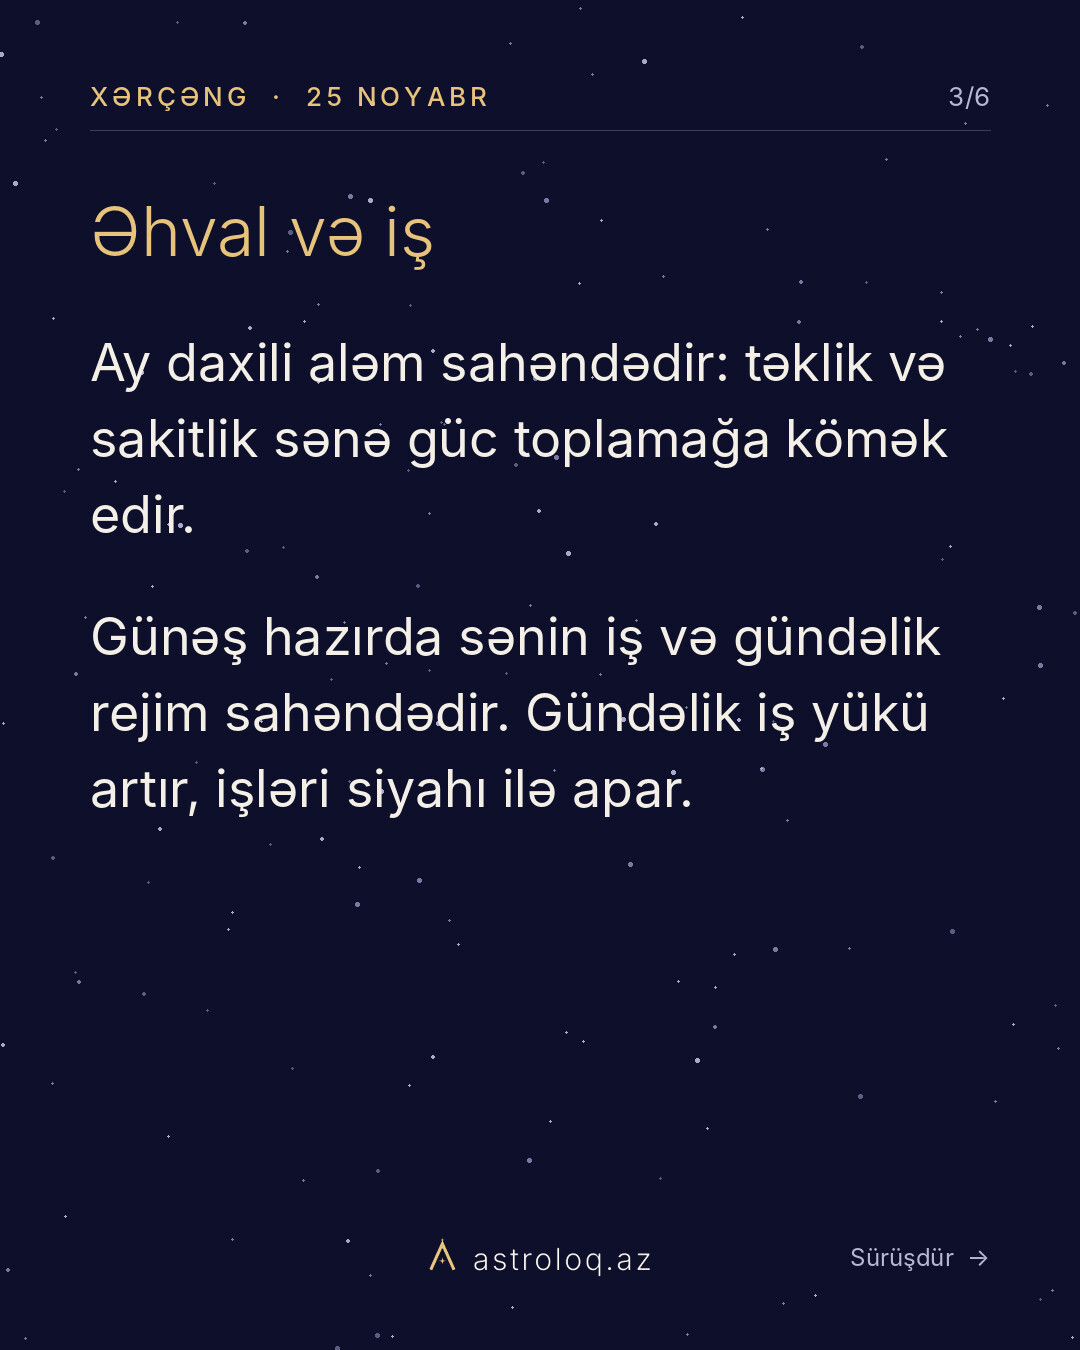 XƏRÇƏNG · 25 NOYABR 3/6
Əhval və iş
Ay daxili aləm sahəndədir: təklik və
sakitlik sənə güc toplamağa kömək
edir.
Günəş hazırda sənin iş və gündəlik
rejim sahəndədir. Gündəlik iş yükü
artır, işləri siyahı ilə apar.
astroloq.az Sürüşdür →